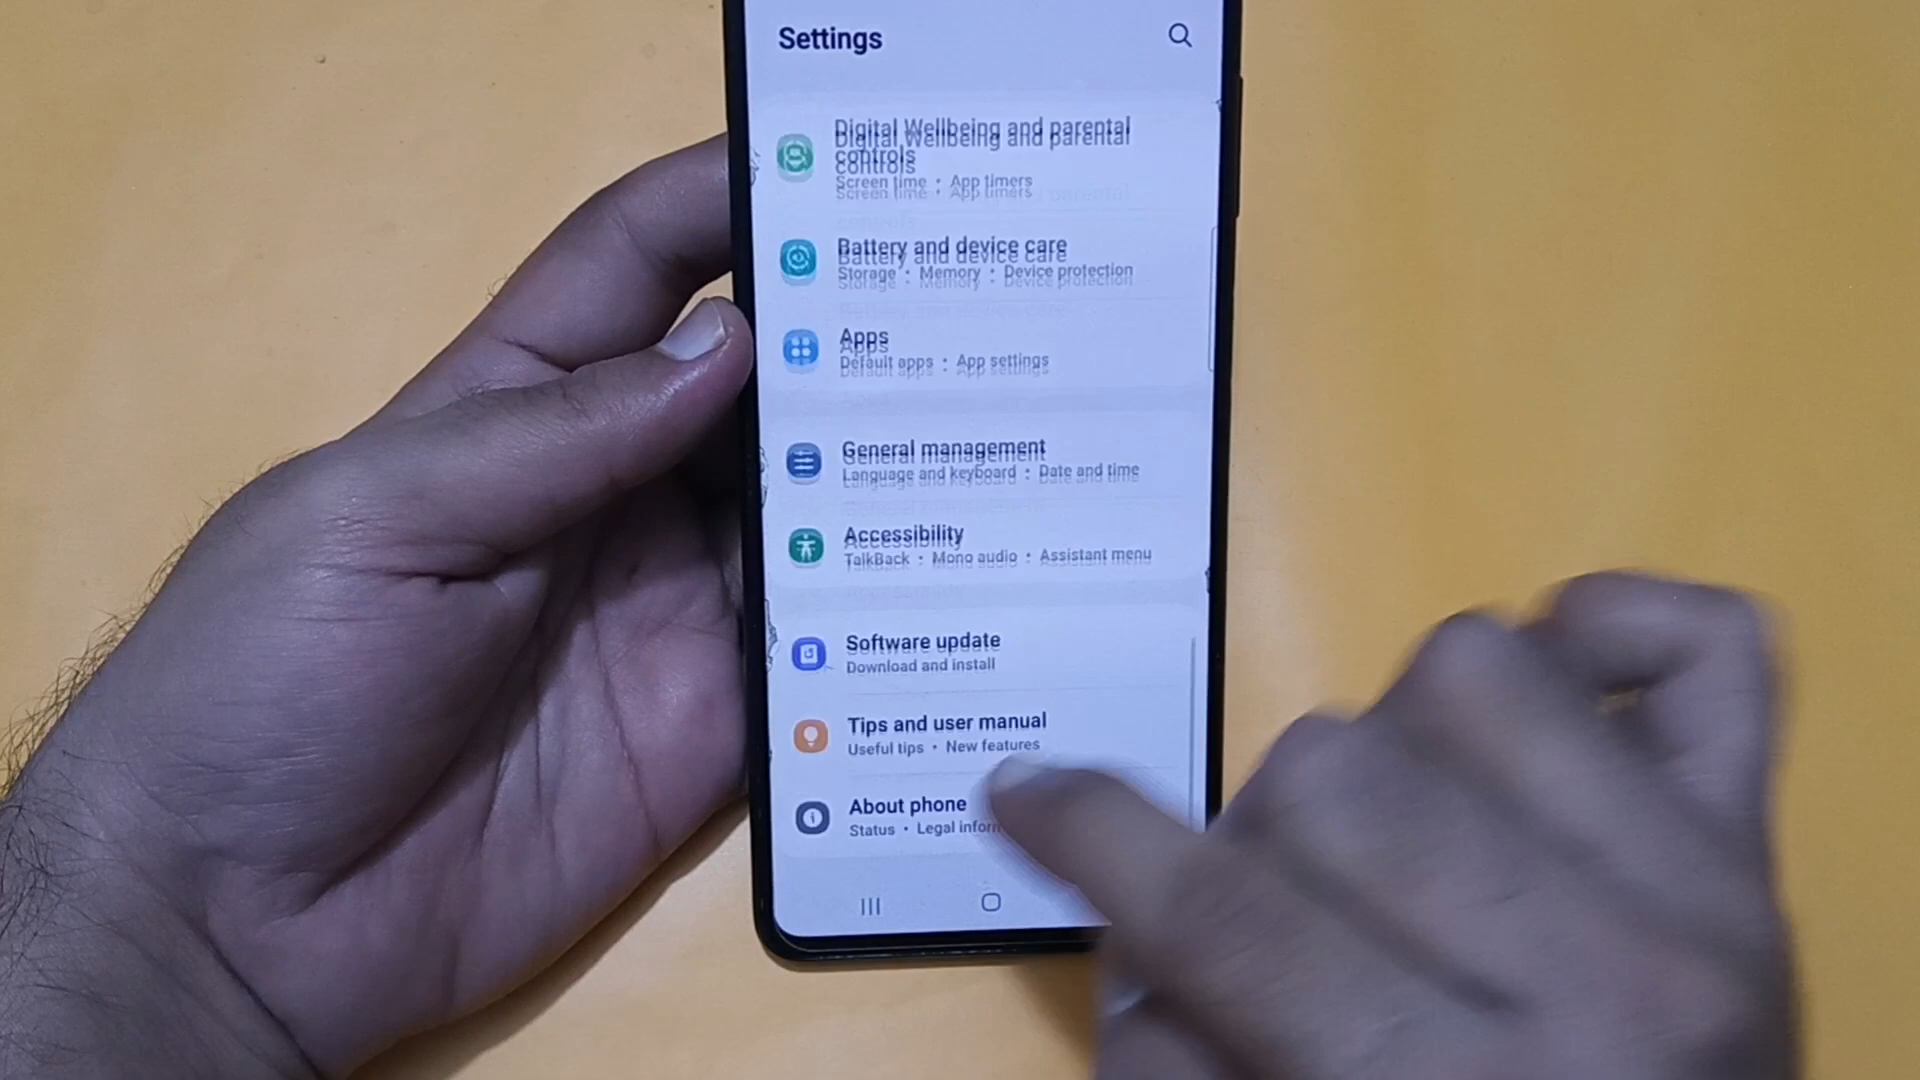 Settings
Digital Wellbeing and parental
controls
Screen time • App timers
Battery and device care
Storage • Memory • Device protection
Apps
Default apps • App settings
General management
Language and keyboard • Date and time
Accessibility
TalkBack • Mono audio • Assistant menu
Software update
Download and install
Tips and user manual
Useful tips • New features
About phone
Status • Legal